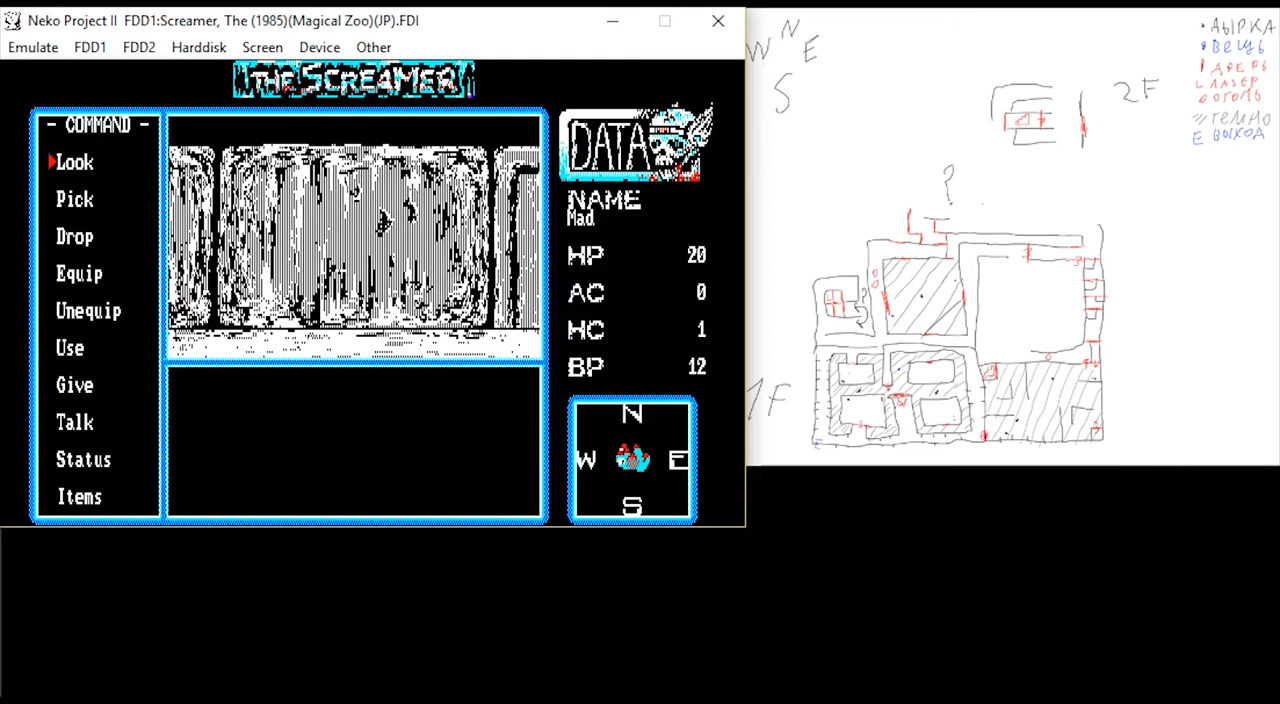 Neko Project II FDD1:Screamer, The (1985)(Magical Zoo)(JP).FDI
Emulate FDD1 FDD2 Harddisk Screen Device Other
THE SCREAMER
- COMMAND -
Look
Pick
Drop
Equip
Unequip
Use
Give
Talk
Status
Items
DATA
NAME
Mad
HP 20
AC 0
HC 1
BP 12
N
W E
S
N
W E
S
2F
?
1F
ДЫРКА
ВЕЩЬ
ДВЕРЬ
ЛАЗЕР
ОГОНЬ
ТЕМНО
E ВЫХОД